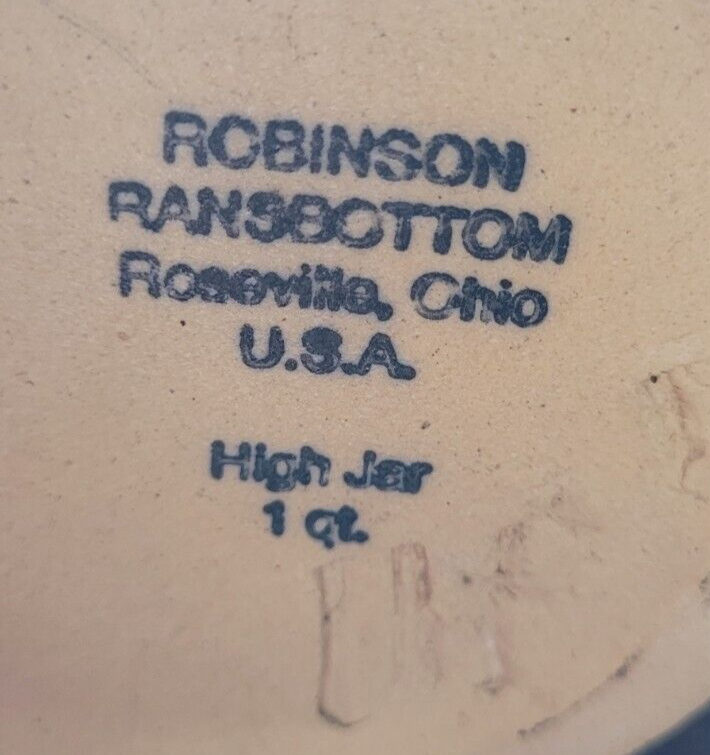 ROBINSON
RANSBOTTOM
Roseville, Ohio
U.S.A.
High Jar
1 qt.